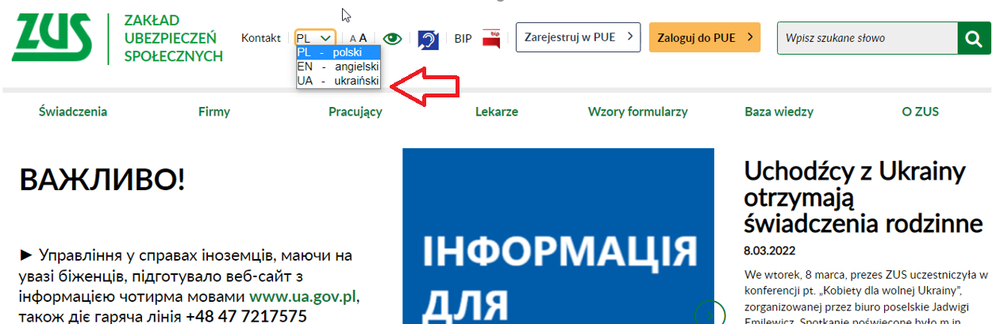 ZUS
ZAKŁAD
UBEZPIECZEŃ
SPOŁECZNYCH
Kontakt
PL
A A
BIP
bip
Zarejestruj w PUE
Zaloguj do PUE
Wpisz szukane słowo
PL - polski
EN - angielski
UA - ukraiński
Świadczenia
Firmy
Pracujący
Lekarze
Wzory formularzy
Baza wiedzy
O ZUS
ВАЖЛИВО!
► Управління у справах іноземців, маючи на
увазі біженців, підготувало веб-сайт з
інформацією чотирма мовами www.ua.gov.pl,
також діє гаряча лінія +48 47 7217575
ІНФОРМАЦІЯ
ДЛЯ
Uchodźcy z Ukrainy
otrzymają
świadczenia rodzinne
8.03.2022
We wtorek, 8 marca, prezes ZUS uczestniczyła w
konferencji pt. „Kobiety dla wolnej Ukrainy”,
zorganizowanej przez biuro poselskie Jadwigi
Emilewicz. Spotkanie poświęcone było m.in.